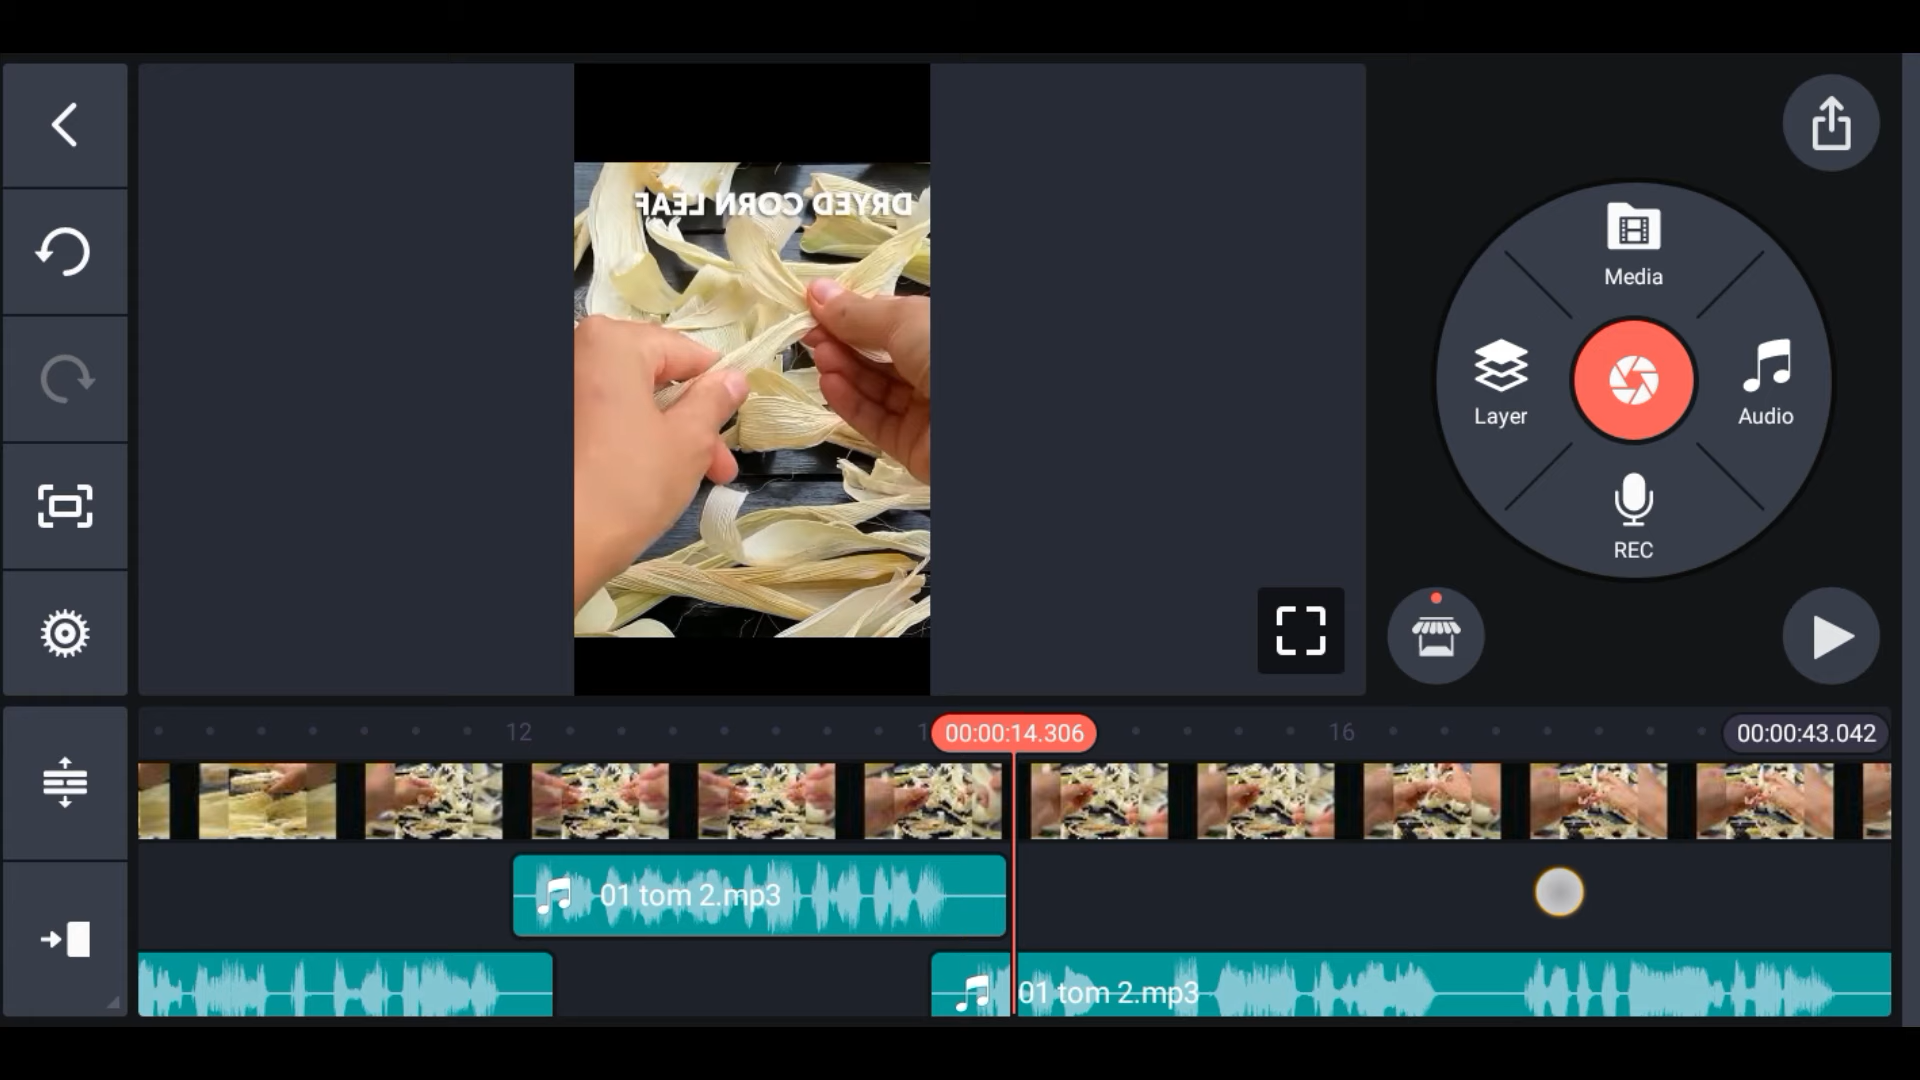 DRYED CORN LEAF
Media
Layer
Audio
REC
12
1
00:00:14.306
16
00:00:43.042
01 tom 2.mp3
01 tom 2.mp3